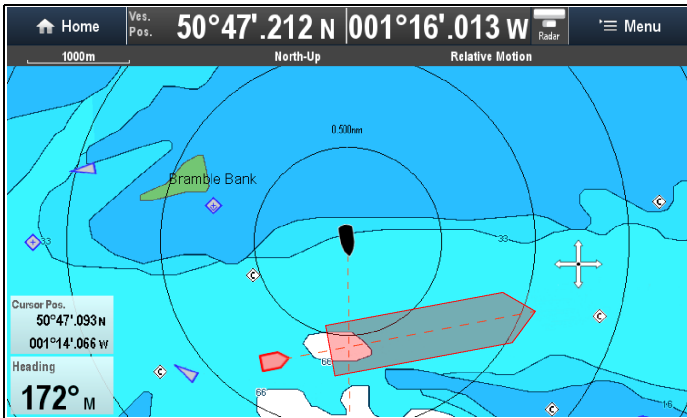 Home
Ves. Pos. 50°47'.212 N 001°16'.013 W
Radar
Menu
1000m North-Up Relative Motion
0.500nm
Bramble Bank
33
33
C
C
C
C
C
Cursor Pos.
50°47'.093 N
001°14'.066 W
Heading
172° M
66
66
16